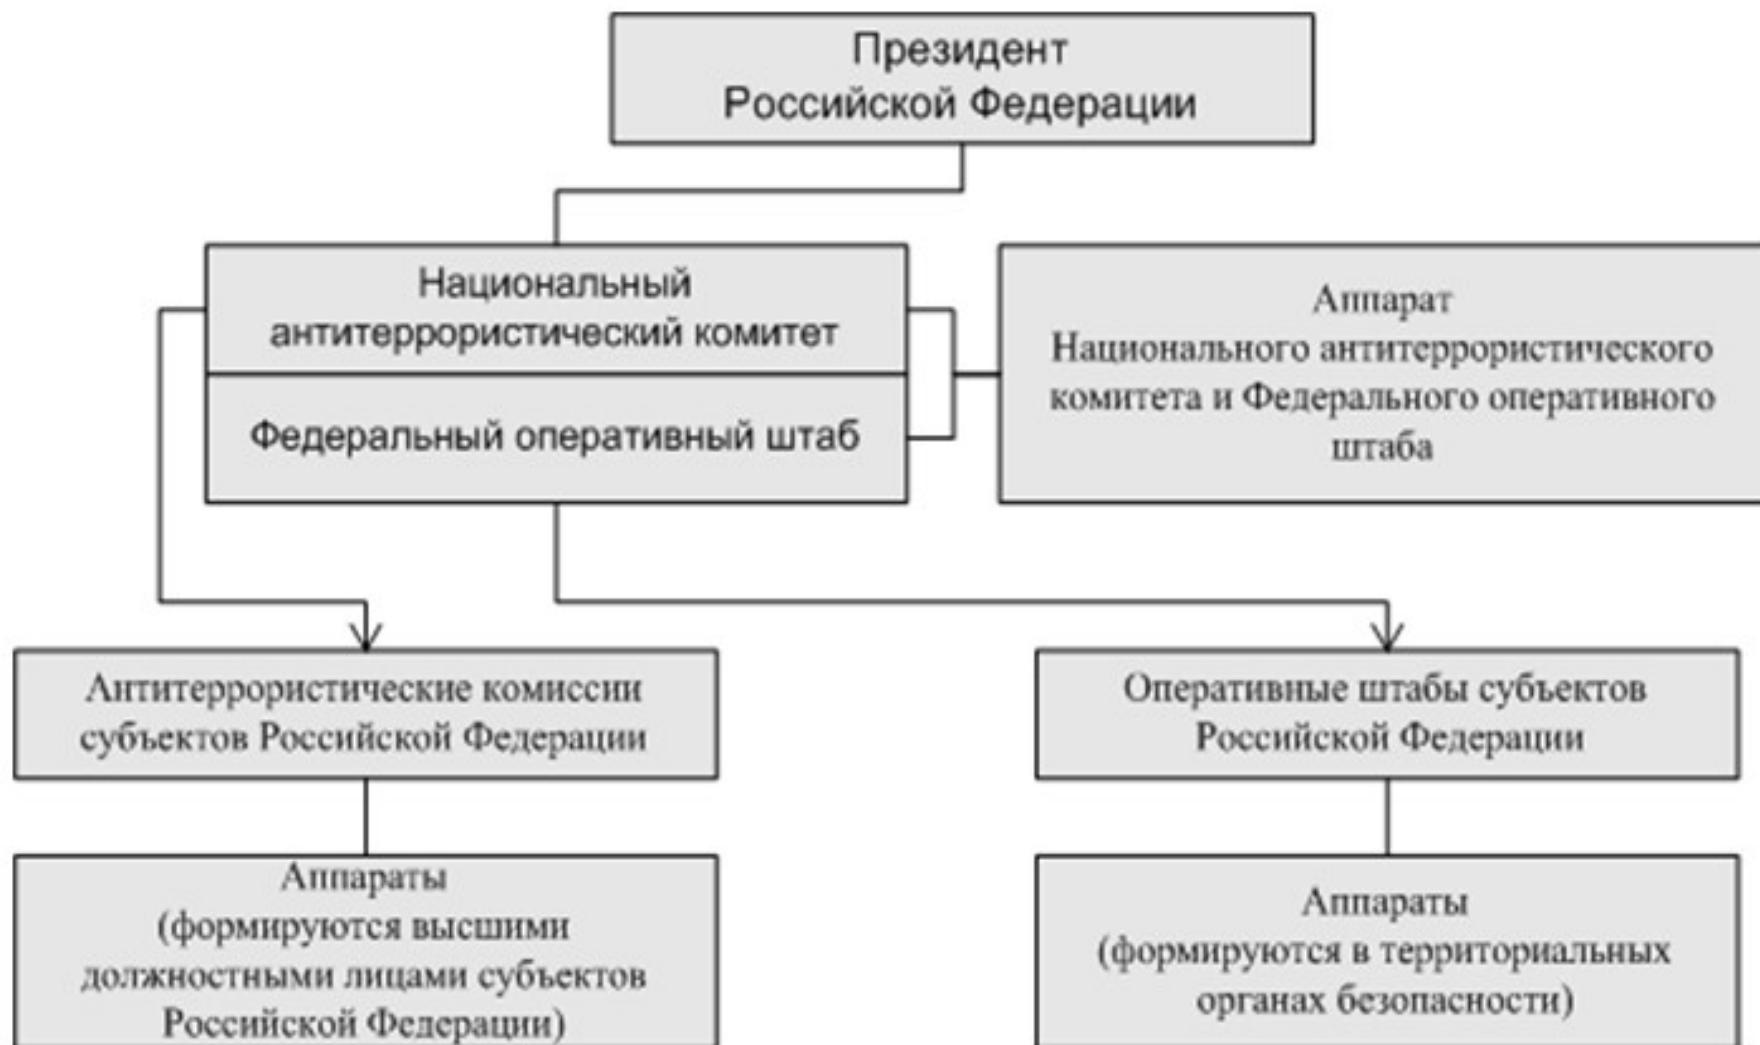 Президент
Российской Федерации
Национальный
антитеррористический комитет
Федеральный оперативный штаб
Аппарат
Национального антитеррористического
комитета и Федерального оперативного
штаба
Антитеррористические комиссии
субъектов Российской Федерации
Оперативные штабы субъектов
Российской Федерации
Аппараты
(формируются высшими
должностными лицами субъектов
Российской Федерации)
Аппараты
(формируются в территориальных
органах безопасности)